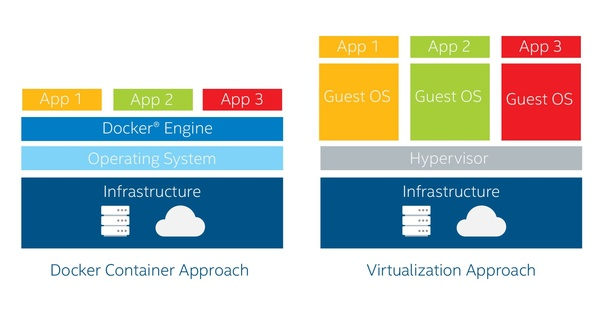 App 1
App 2
App 3
Docker® Engine
Operating System
Infrastructure
Docker Container Approach
App 1
App 2
App 3
Guest OS
Guest OS
Guest OS
Hypervisor
Infrastructure
Virtualization Approach